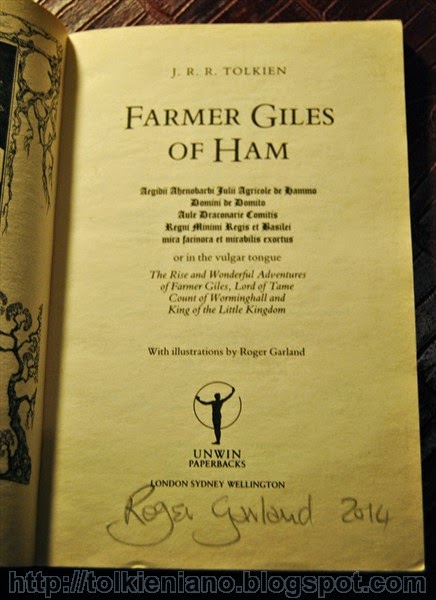 J. R. R. TOLKIEN
FARMER GILES
OF HAM
Aegidii Ahenobarbi Julii Agricole de Hammo
Domini de Domito
Aule Draconarie Comitis
Regni Minimi Regis et Basilei
mira facinora et mirabilis exortus
or in the vulgar tongue
The Rise and Wonderful Adventures
of Farmer Giles, Lord of Tame
Count of Worminghall and
King of the Little Kingdom
With illustrations by Roger Garland
UNWIN
PAPERBACKS
LONDON SYDNEY WELLINGTON
Roger Garland 2014
http://tolkieniano.blogspot.com